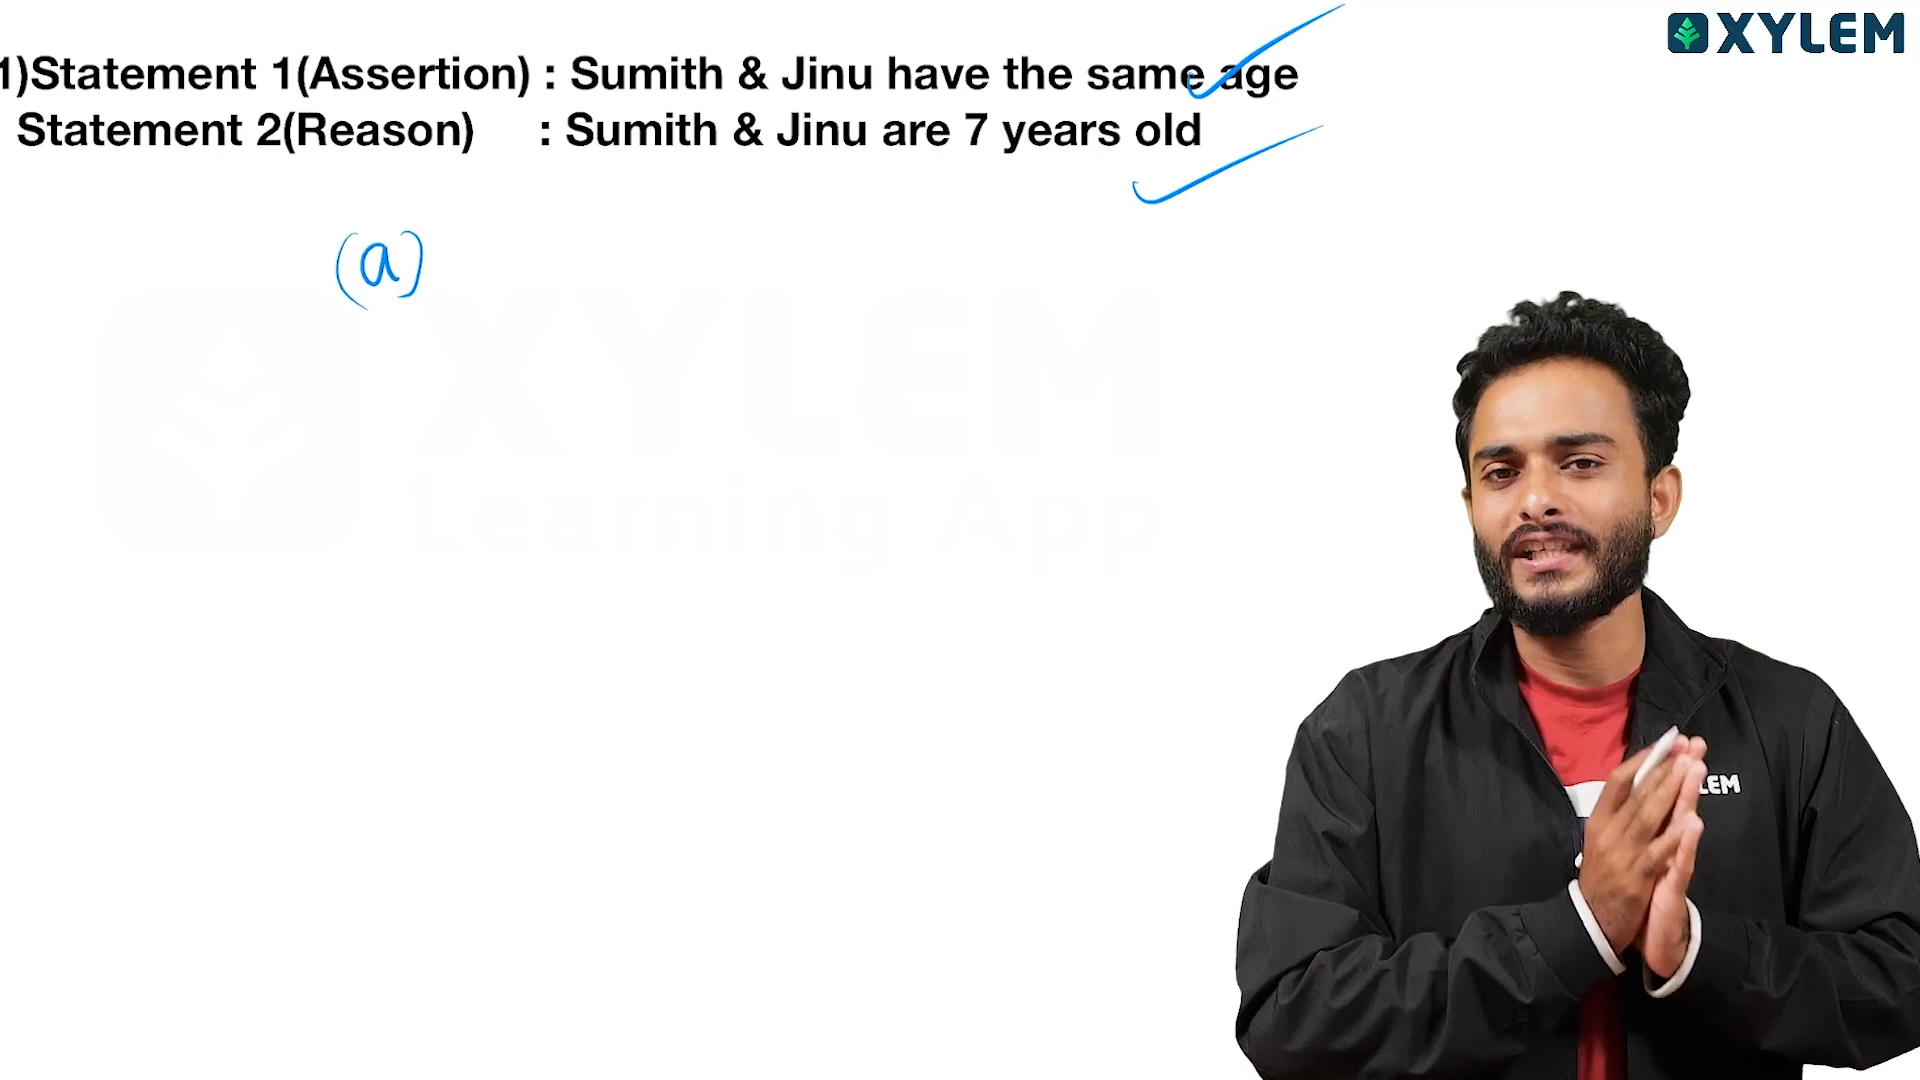 XYLEM
1)Statement 1(Assertion) : Sumith & Jinu have the same age
Statement 2(Reason) : Sumith & Jinu are 7 years old
(a)
XYLEM
Learning App
LEM